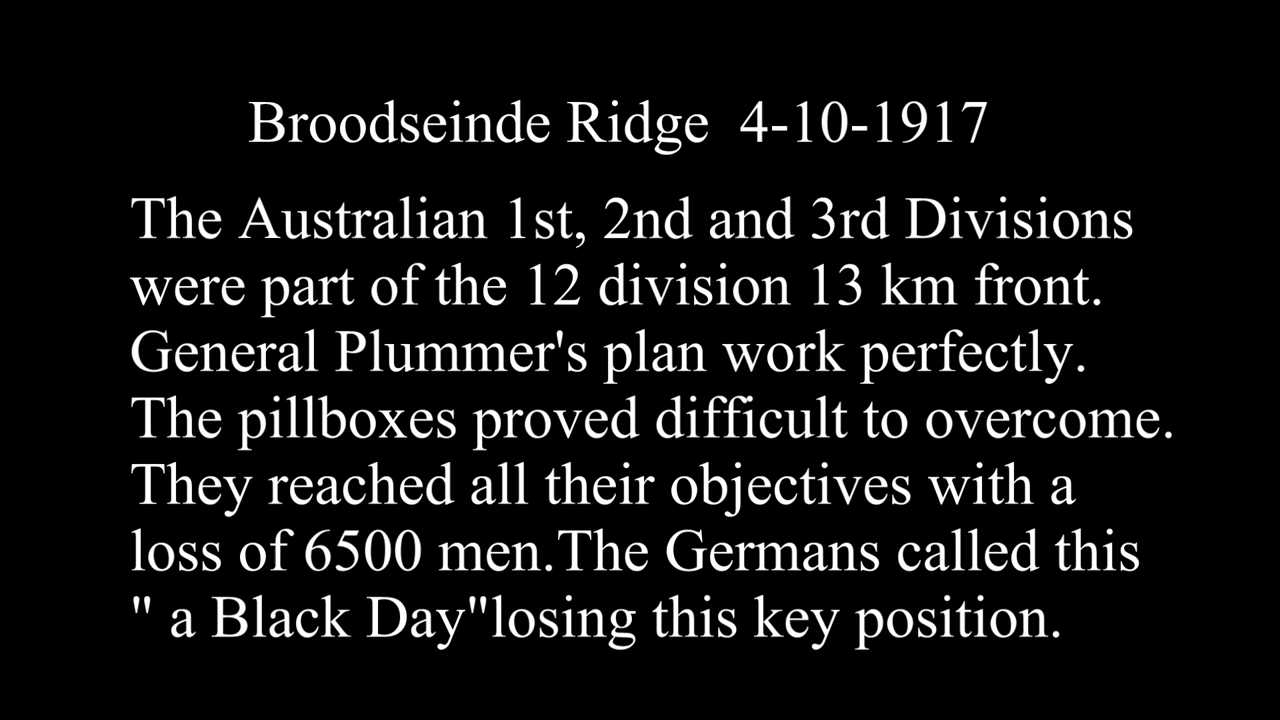 Broodseinde Ridge  4-10-1917
The Australian 1st, 2nd and 3rd Divisions
were part of the 12 division 13 km front.
General Plummer's plan work perfectly.
The pillboxes proved difficult to overcome.
They reached all their objectives with a
loss of 6500 men.The Germans called this
" a Black Day"losing this key position.